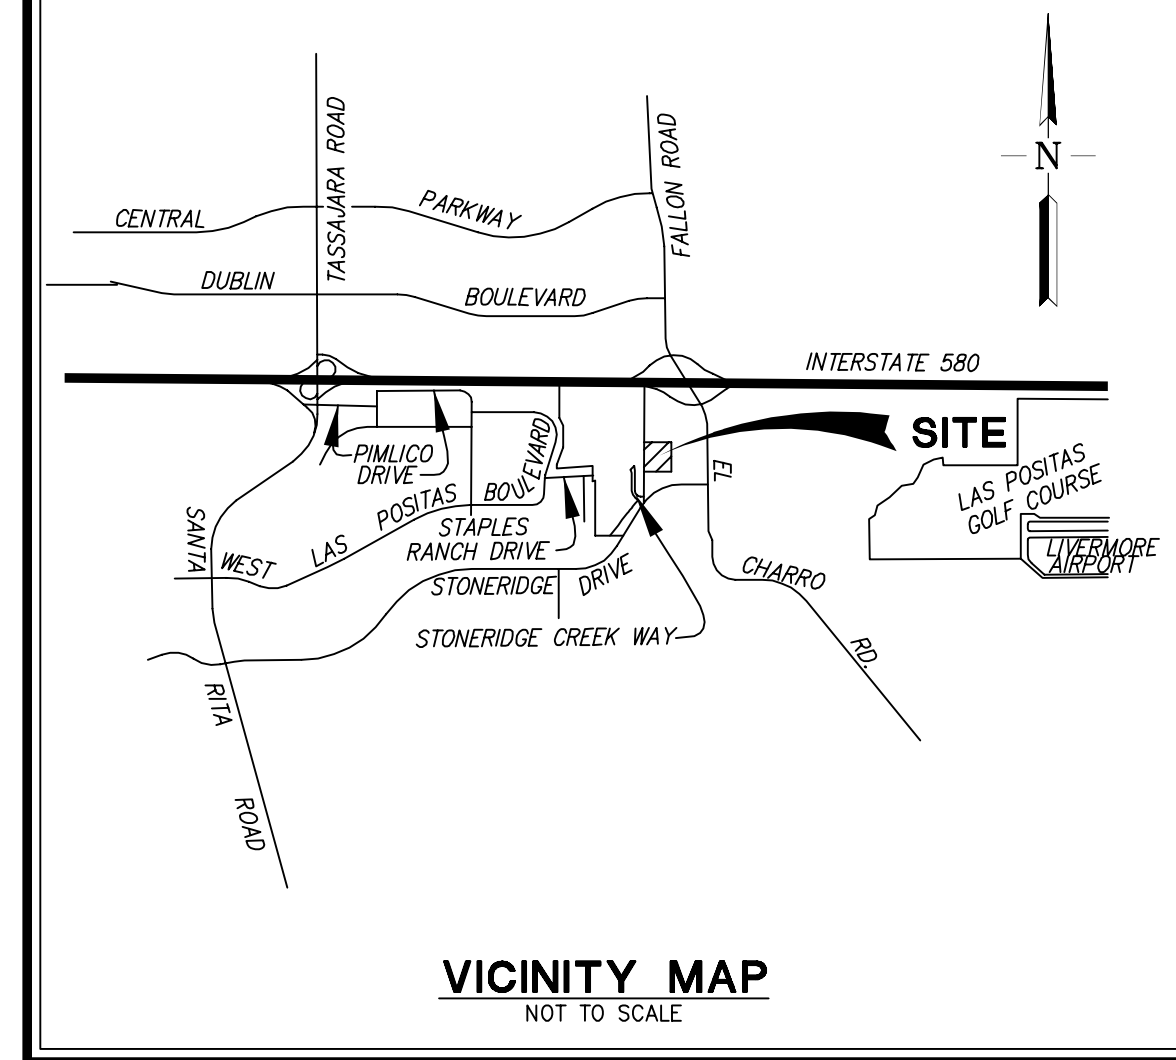 TASSAJARA ROAD
FALLON ROAD
N
CENTRAL PARKWAY
DUBLIN BOULEVARD
INTERSTATE 580
SITE
PIMLICO
DRIVE
LAS POSITAS
GOLF COURSE
LIVERMORE
AIRPORT
WEST LAS POSITAS BOULEVARD
STAPLES
RANCH DRIVE
STONERIDGE DRIVE
STONERIDGE CREEK WAY
EL CHARRO RD.
SANTA RITA ROAD
VICINITY MAP
NOT TO SCALE